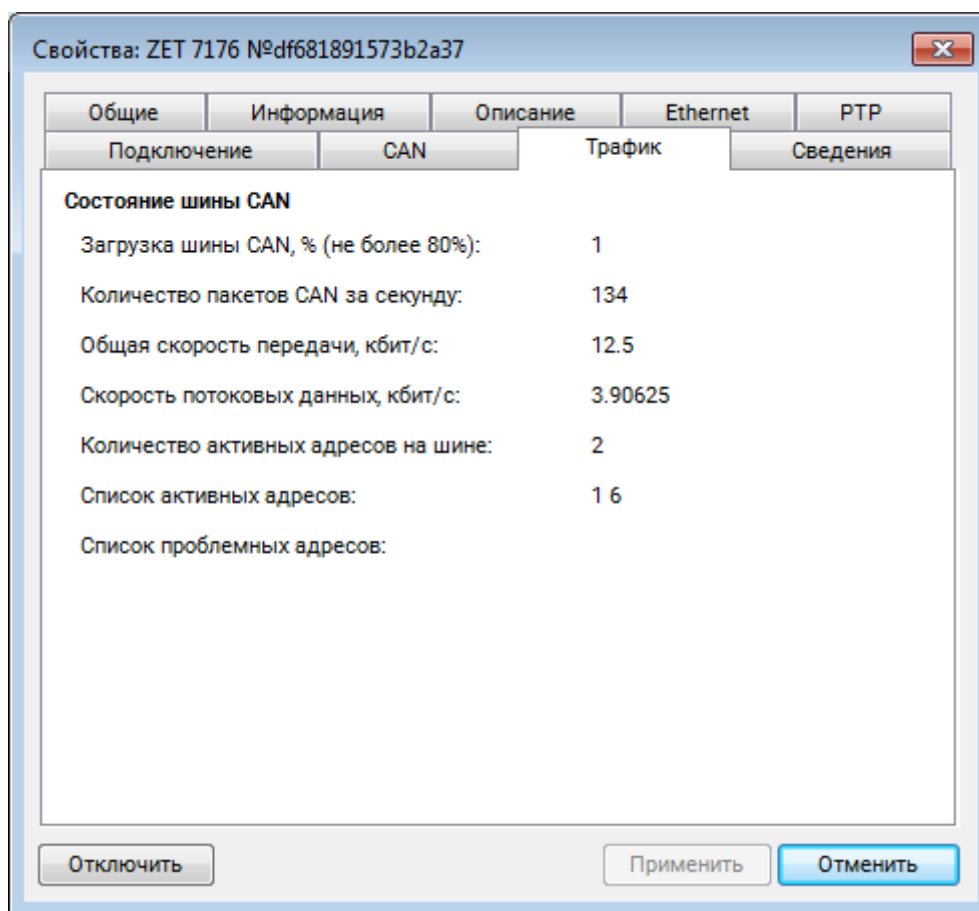 Свойства: ZET 7176 №df681891573b2a37
Общие Информация Описание Ethernet PTP
Подключение CAN Трафик Сведения
Состояние шины CAN
Загрузка шины CAN, % (не более 80%): 1
Количество пакетов CAN за секунду: 134
Общая скорость передачи, кбит/с: 12.5
Скорость потоковых данных, кбит/с: 3.90625
Количество активных адресов на шине: 2
Список активных адресов: 1 6
Список проблемных адресов:
Отключить Применить Отменить